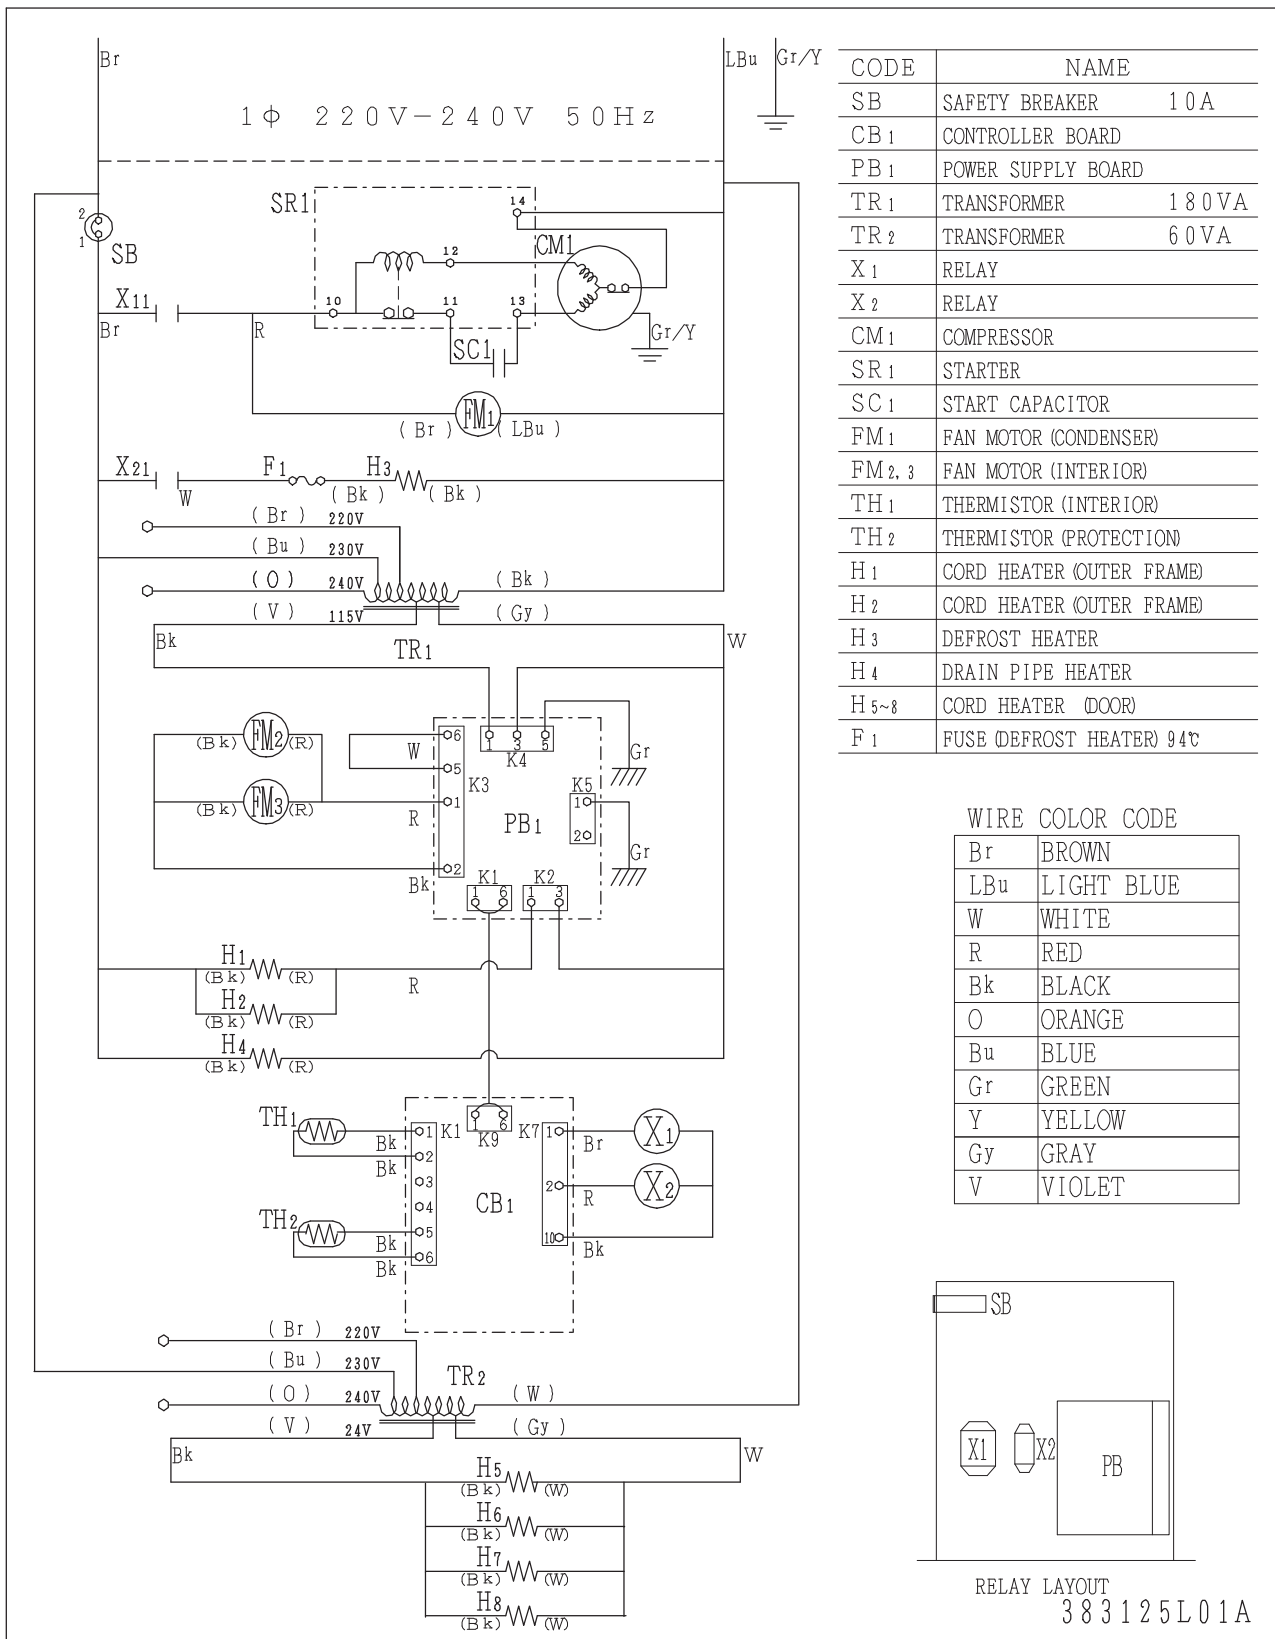 Br
LBu
Gr/Y
1φ 220V-240V 50Hz
SR1
14
2
1
SB
12
CM1
X11
10
11
13
Br
R
SC1
Gr/Y
FM1
(Br)
(LBu)
X21
F1
H3
W
(Bk)
(Bk)
(Br) 220V
(Bu) 230V
(O) 240V
(Bk)
(V) 115V
(Gy)
Bk
TR1
W
(Bk) FM2 (R)
W
6
5
K3
1 3 5
K4
Gr
K5
1
2
(Bk) FM3 (R)
R
1
PB1
Gr
Bk
2
K1
1 6
K2
1 3
H1
(Bk) (R)
R
H2
(Bk) (R)
H4
(Bk) (R)
TH1
Bk
Bk
1 K1
2
3
4
5
6
1 6
K9
K7 1
2
10
Br
X1
R
X2
Bk
CB1
TH2
Bk
Bk
(Br) 220V
(Bu) 230V
TR2
(O) 240V
(W)
(V) 24V
(Gy)
Bk
W
H5
(Bk) (W)
H6
(Bk) (W)
H7
(Bk) (W)
H8
(Bk) (W)
CODE NAME
SB SAFETY BREAKER 10A
CB1 CONTROLLER BOARD
PB1 POWER SUPPLY BOARD
TR1 TRANSFORMER 180VA
TR2 TRANSFORMER 60VA
X1 RELAY
X2 RELAY
CM1 COMPRESSOR
SR1 STARTER
SC1 START CAPACITOR
FM1 FAN MOTOR (CONDENSER)
FM2, 3 FAN MOTOR (INTERIOR)
TH1 THERMISTOR (INTERIOR)
TH2 THERMISTOR (PROTECTION)
H1 CORD HEATER (OUTER FRAME)
H2 CORD HEATER (OUTER FRAME)
H3 DEFROST HEATER
H4 DRAIN PIPE HEATER
H5~8 CORD HEATER (DOOR)
F1 FUSE (DEFROST HEATER) 94℃
WIRE COLOR CODE
Br BROWN
LBu LIGHT BLUE
W WHITE
R RED
Bk BLACK
O ORANGE
Bu BLUE
Gr GREEN
Y YELLOW
Gy GRAY
V VIOLET
SB
X1
X2
PB
RELAY LAYOUT
383125L01A